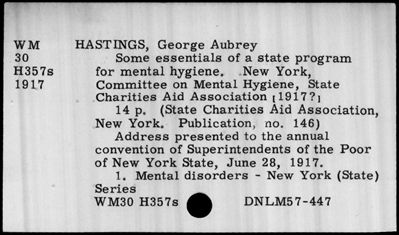 WM HASTINGS, George Aubrey
30 Some essentials of a state program
H357s for mental hygiene. New York,
1917 Committee on Mental Hygiene, State
Charities Aid Association [1917?]
14 p. (State Charities Aid Association,
New York. Publication, no. 146)
Address presented to the annual
convention of Superintendents of the Poor
of New York State, June 28, 1917.
1. Mental disorders - New York (State)
Series
WM30 H357s DNLM57-447